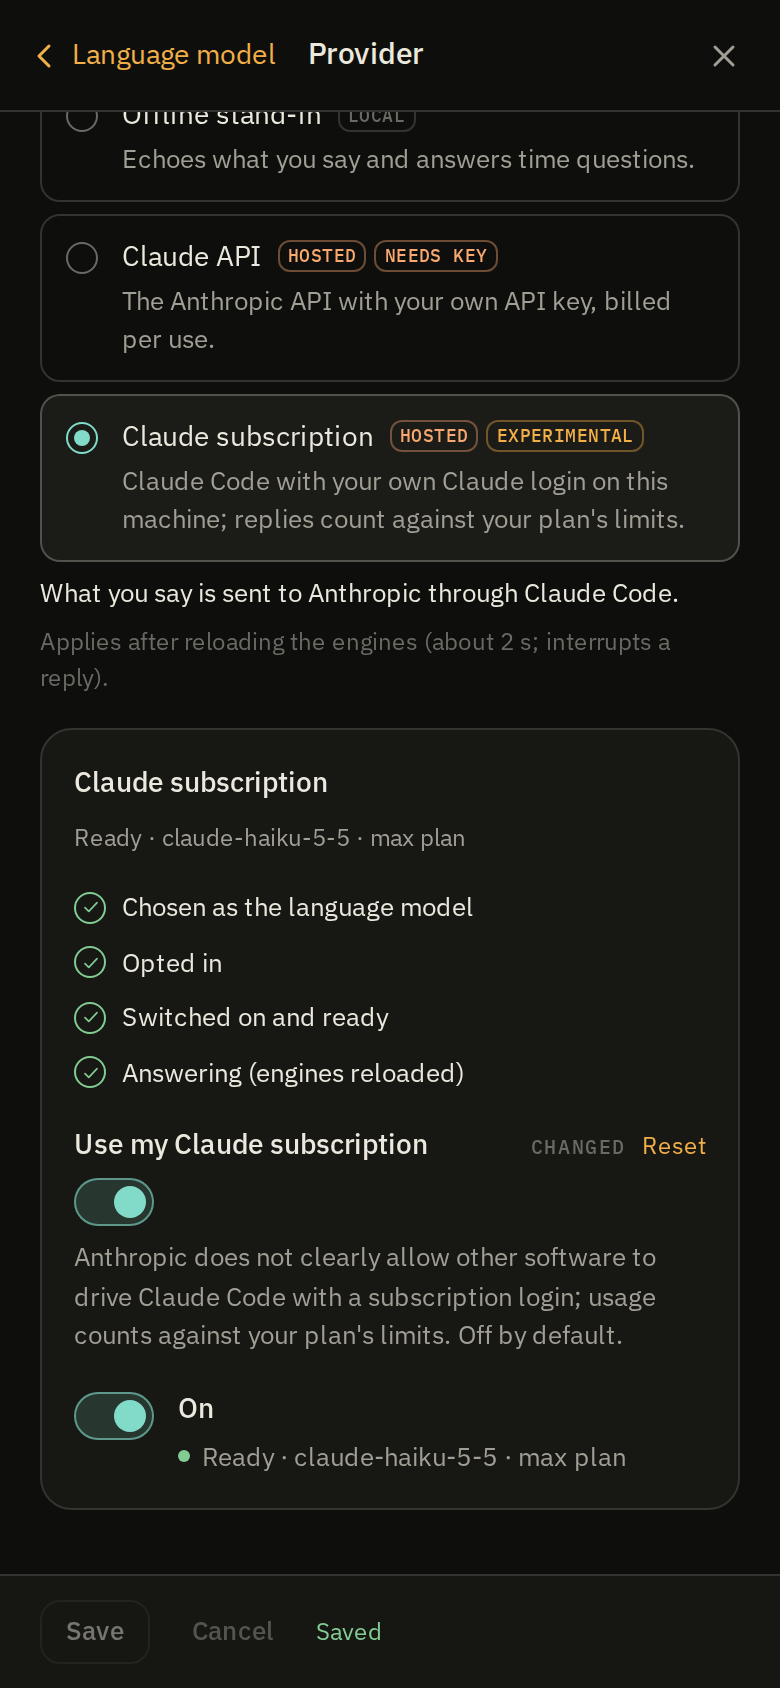 Language model Provider
Offline stand-in LOCAL
Echoes what you say and answers time questions.
Claude API HOSTED NEEDS KEY
The Anthropic API with your own API key, billed
per use.
Claude subscription HOSTED EXPERIMENTAL
Claude Code with your own Claude login on this
machine; replies count against your plan's limits.
What you say is sent to Anthropic through Claude Code.
Applies after reloading the engines (about 2 s; interrupts a
reply).
Claude subscription
Ready · claude-haiku-5-5 · max plan
Chosen as the language model
Opted in
Switched on and ready
Answering (engines reloaded)
Use my Claude subscription CHANGED Reset
Anthropic does not clearly allow other software to
drive Claude Code with a subscription login; usage
counts against your plan's limits. Off by default.
On
Ready · claude-haiku-5-5 · max plan
Save Cancel Saved